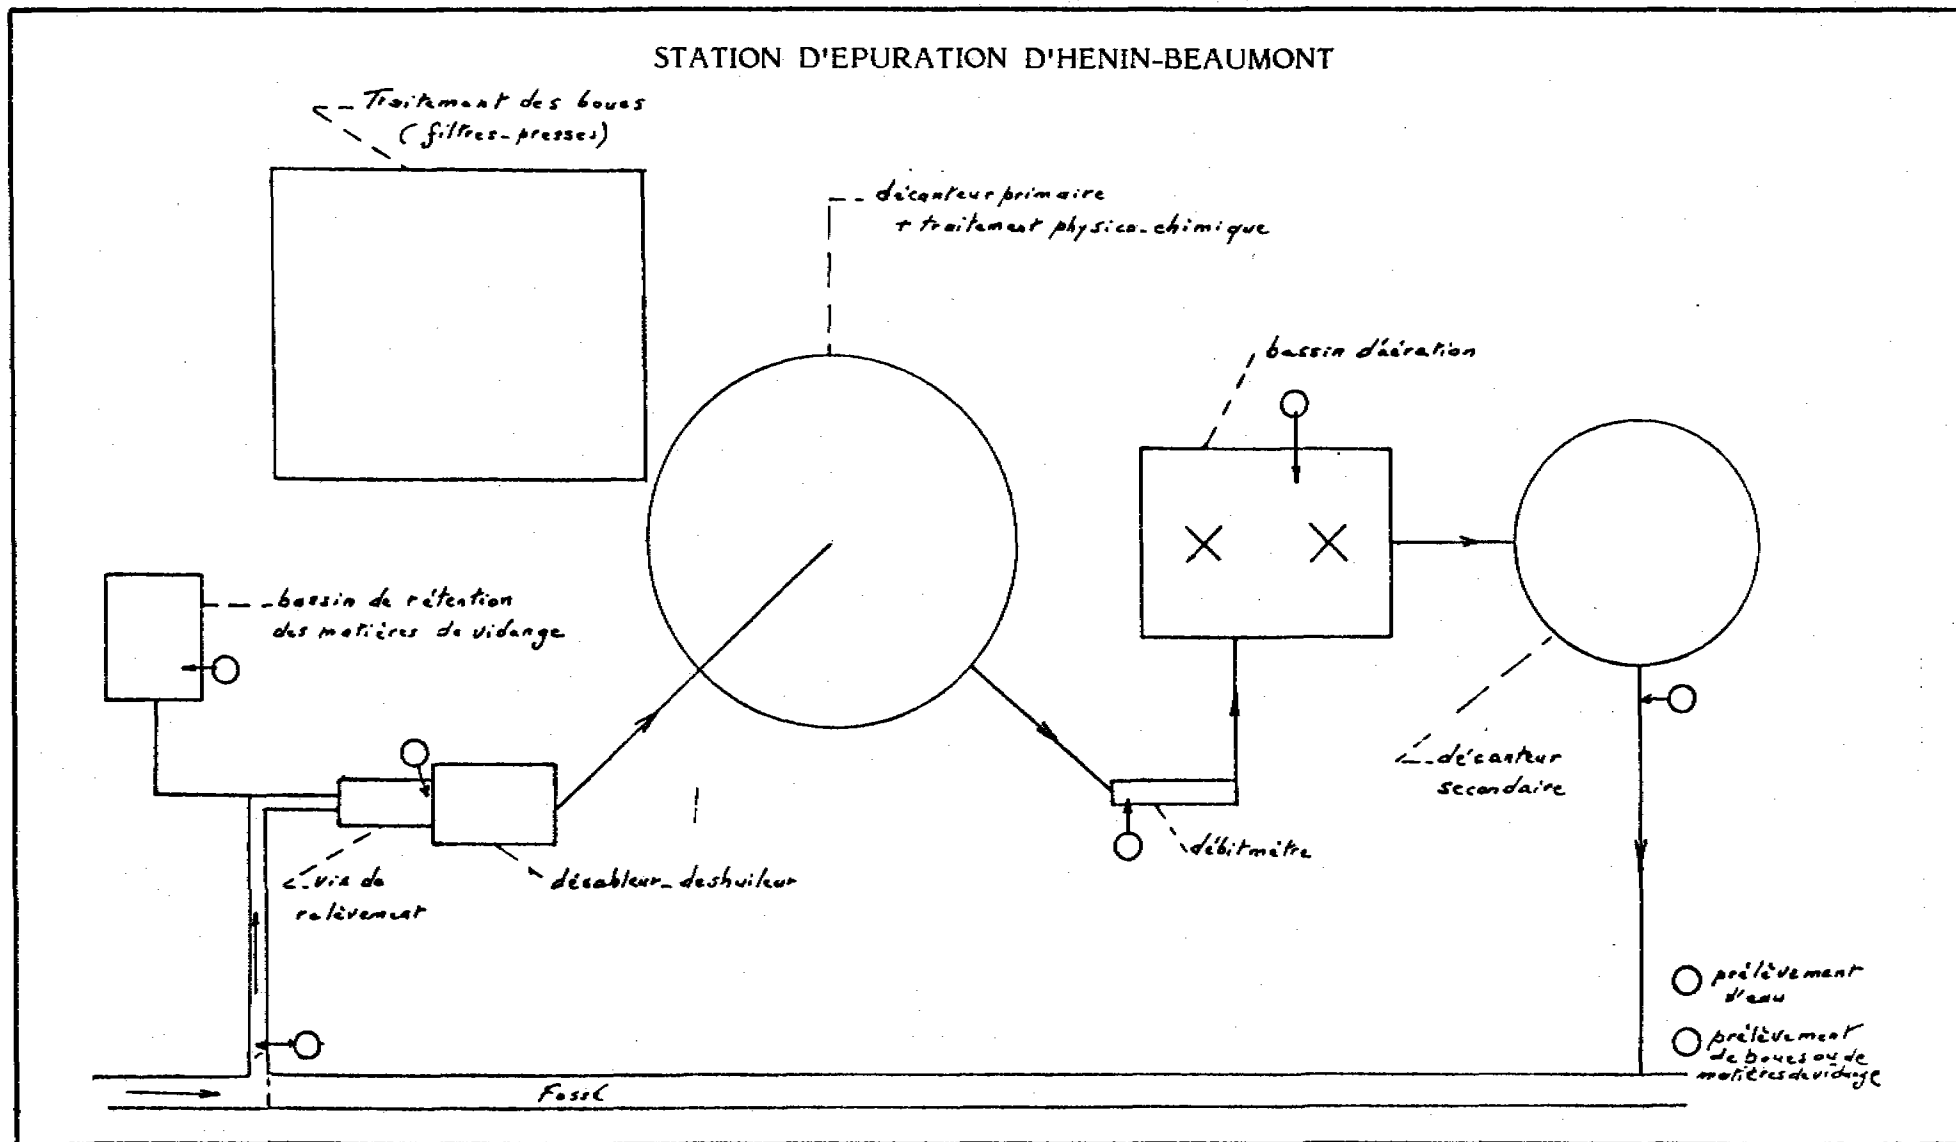 STATION D'EPURATION D'HENIN-BEAUMONT
Traitement des boues
(filtres-presses)
décanteur primaire
+ traitement physico-chimique
bassin d'aération
bassin de rétention
des matières de vidange
décanteur
secondaire
débitmètre
vis de
relèvement
désableur-deshuileur
prélèvement
d'eau
prélèvement
de boues ou de
matières de vidange
Fossé